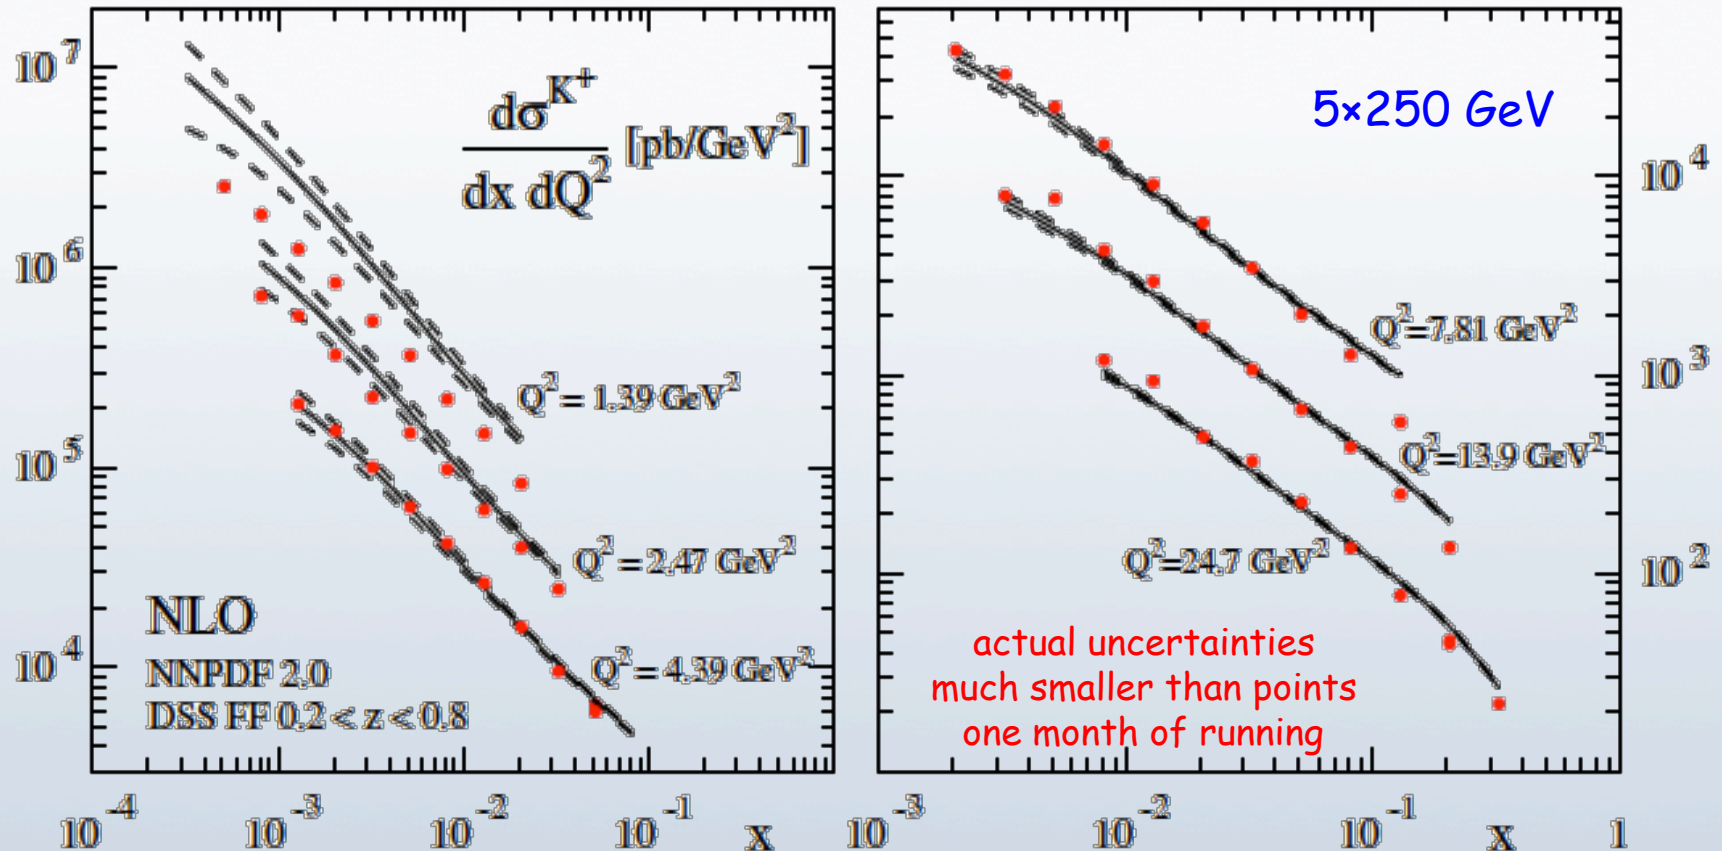 10^7
10^6
10^5
10^4
dσ^K+
dx dQ^2
[pb/GeV^2]
Q^2 = 1.39 GeV^2
Q^2 = 2.47 GeV^2
Q^2 = 4.39 GeV^2
NLO
NNPDF 2.0
DSS FF 0.2 < z < 0.8
10^-4
10^-3
10^-2
10^-1
x
5×250 GeV
Q^2=7.81 GeV^2
Q^2=13.9 GeV^2
Q^2=24.7 GeV^2
actual uncertainties
much smaller than points
one month of running
10^4
10^3
10^2
10^-3
10^-2
10^-1
x
1